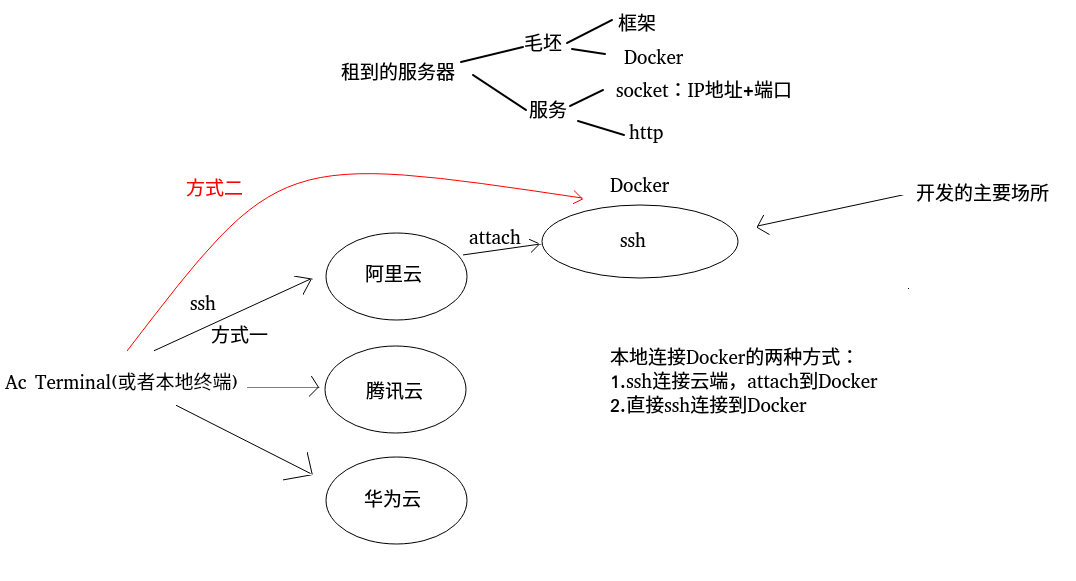 框架
毛坯
Docker
租到的服务器
socket：IP地址+端口
服务
http
方式二
Docker
开发的主要场所
attach
ssh
阿里云
ssh
方式一
本地连接Docker的两种方式：
1.ssh连接云端，attach到Docker
2.直接ssh连接到Docker
Ac Terminal(或者本地终端)
腾讯云
华为云